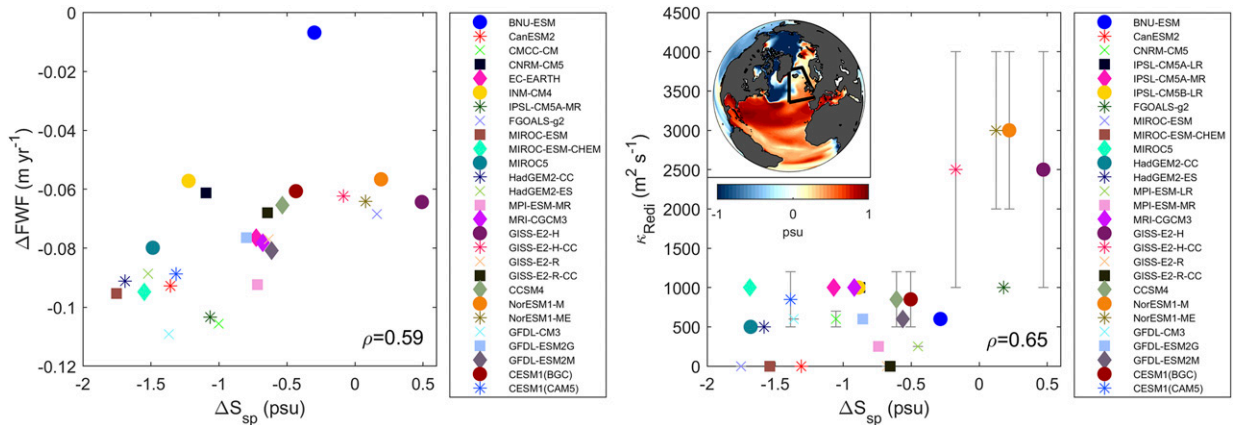 0
-0.02
-0.04
-0.06
-0.08
-0.1
-0.12
ΔFWF (m yr⁻¹)
-2
-1.5
-1
-0.5
0
0.5
ΔS_sp (psu)
ρ=0.59
BNU-ESM
CanESM2
CMCC-CM
CNRM-CM5
EC-EARTH
INM-CM4
IPSL-CM5A-MR
FGOALS-g2
MIROC-ESM
MIROC-ESM-CHEM
MIROC5
HadGEM2-CC
HadGEM2-ES
MPI-ESM-MR
MRI-CGCM3
GISS-E2-H
GISS-E2-H-CC
GISS-E2-R
GISS-E2-R-CC
CCSM4
NorESM1-M
NorESM1-ME
GFDL-CM3
GFDL-ESM2G
GFDL-ESM2M
CESM1(BGC)
CESM1(CAM5)
4500
4000
3500
3000
2500
2000
1500
1000
500
0
κ_Redi (m² s⁻¹)
-1
0
1
psu
-2
-1.5
-1
-0.5
0
0.5
ΔS_sp (psu)
ρ=0.65
BNU-ESM
CanESM2
CNRM-CM5
IPSL-CM5A-LR
IPSL-CM5A-MR
IPSL-CM5B-LR
FGOALS-g2
MIROC-ESM
MIROC-ESM-CHEM
MIROC5
HadGEM2-CC
HadGEM2-ES
MPI-ESM-LR
MPI-ESM-MR
MRI-CGCM3
GISS-E2-H
GISS-E2-H-CC
GISS-E2-R
GISS-E2-R-CC
CCSM4
NorESM1-M
NorESM1-ME
GFDL-CM3
GFDL-ESM2G
GFDL-ESM2M
CESM1(BGC)
CESM1(CAM5)